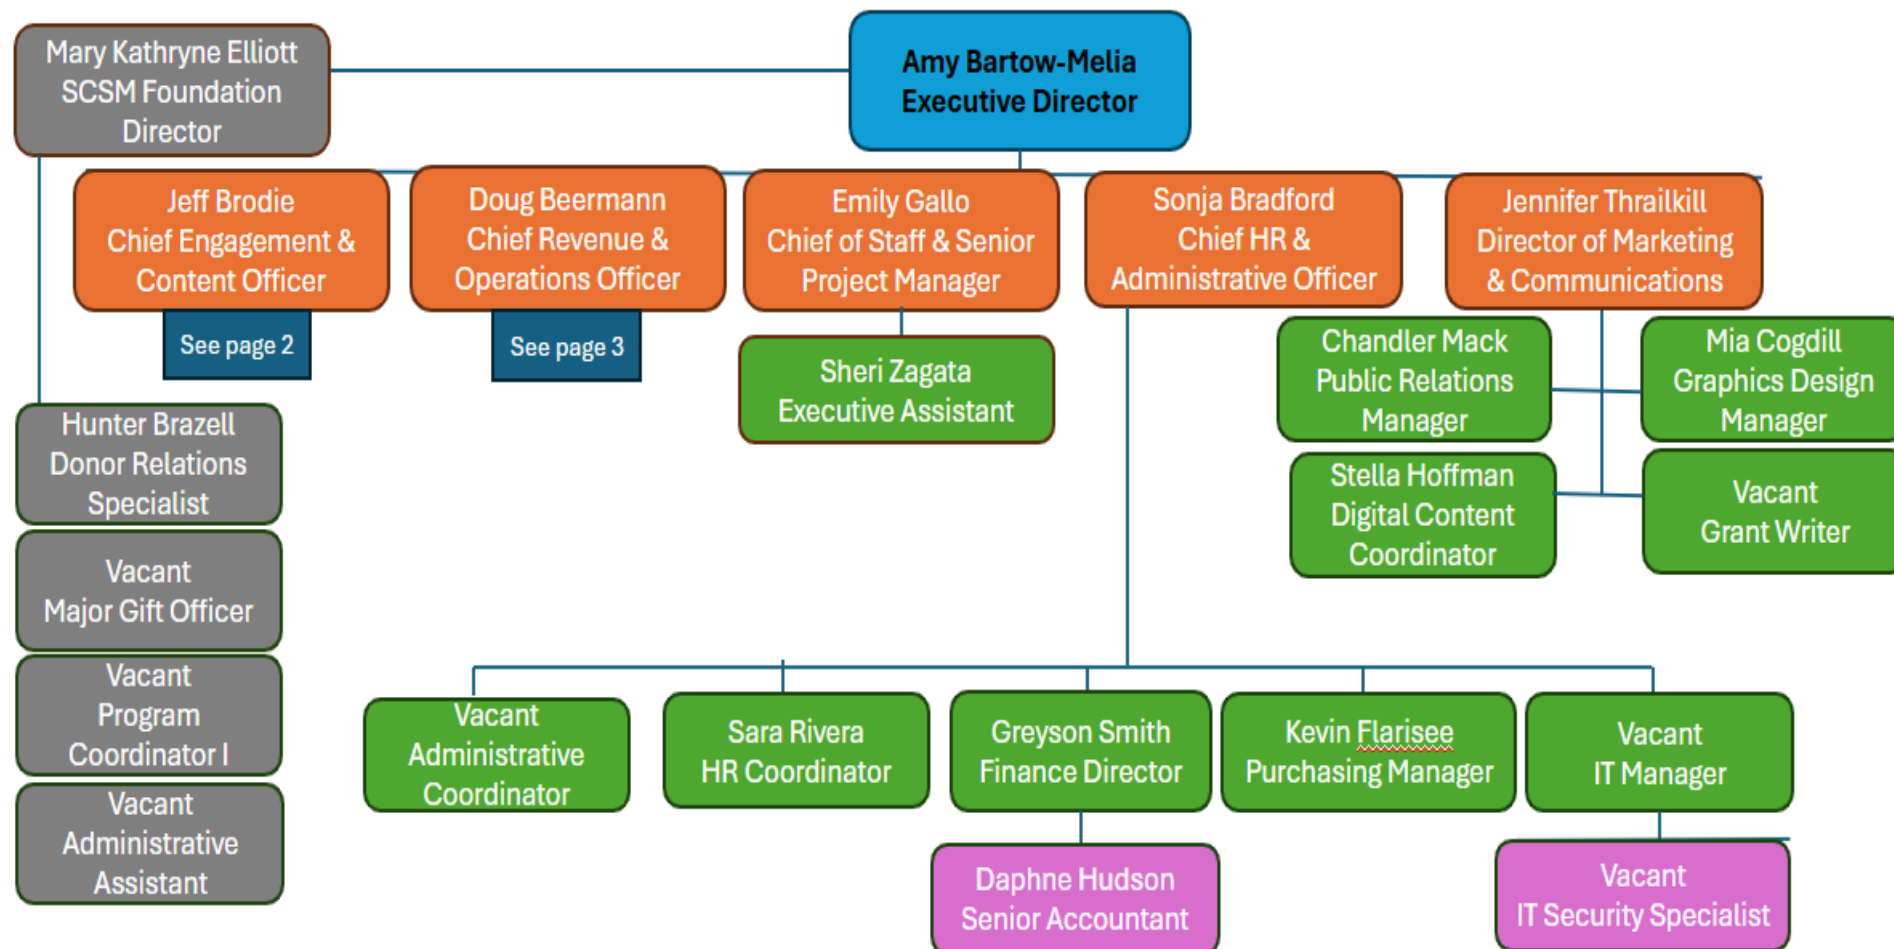 Mary Kathryne Elliott
SCSM Foundation
Director
Amy Bartow-Melia
Executive Director
Jeff Brodie
Chief Engagement &
Content Officer
See page 2
Doug Beermann
Chief Revenue &
Operations Officer
See page 3
Emily Gallo
Chief of Staff & Senior
Project Manager
Sheri Zagata
Executive Assistant
Sonja Bradford
Chief HR &
Administrative Officer
Jennifer Thrailkill
Director of Marketing
& Communications
Chandler Mack
Public Relations
Manager
Mia Cogdill
Graphics Design
Manager
Stella Hoffman
Digital Content
Coordinator
Vacant
Grant Writer
Hunter Brazell
Donor Relations
Specialist
Vacant
Major Gift Officer
Vacant
Program
Coordinator I
Vacant
Administrative
Assistant
Vacant
Administrative
Coordinator
Sara Rivera
HR Coordinator
Greyson Smith
Finance Director
Kevin Flarisee
Purchasing Manager
Vacant
IT Manager
Daphne Hudson
Senior Accountant
Vacant
IT Security Specialist